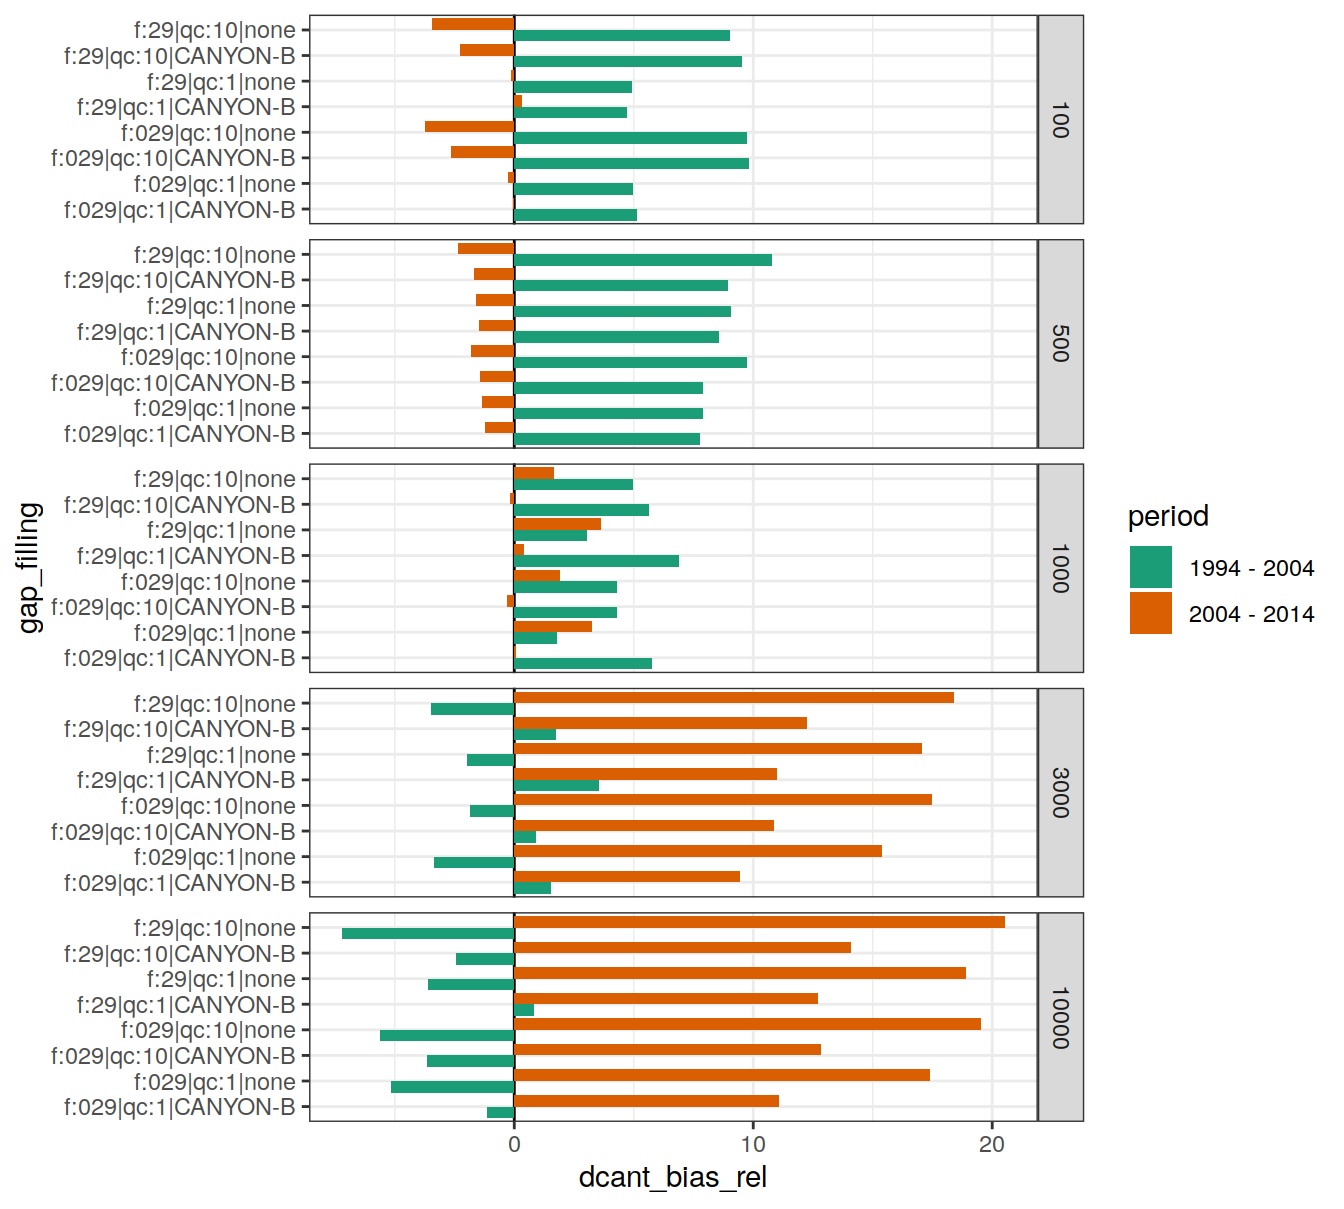 f:29|qc:10|none
f:29|qc:10|CANYON-B
f:29|qc:1|none
f:29|qc:1|CANYON-B
f:029|qc:10|none
f:029|qc:10|CANYON-B
f:029|qc:1|none
f:029|qc:1|CANYON-B
100
f:29|qc:10|none
f:29|qc:10|CANYON-B
f:29|qc:1|none
f:29|qc:1|CANYON-B
f:029|qc:10|none
f:029|qc:10|CANYON-B
f:029|qc:1|none
f:029|qc:1|CANYON-B
500
gap_filling
f:29|qc:10|none
f:29|qc:10|CANYON-B
f:29|qc:1|none
f:29|qc:1|CANYON-B
f:029|qc:10|none
f:029|qc:10|CANYON-B
f:029|qc:1|none
f:029|qc:1|CANYON-B
1000
period
1994 - 2004
2004 - 2014
f:29|qc:10|none
f:29|qc:10|CANYON-B
f:29|qc:1|none
f:29|qc:1|CANYON-B
f:029|qc:10|none
f:029|qc:10|CANYON-B
f:029|qc:1|none
f:029|qc:1|CANYON-B
3000
f:29|qc:10|none
f:29|qc:10|CANYON-B
f:29|qc:1|none
f:29|qc:1|CANYON-B
f:029|qc:10|none
f:029|qc:10|CANYON-B
f:029|qc:1|none
f:029|qc:1|CANYON-B
10000
0 10 20
dcant_bias_rel